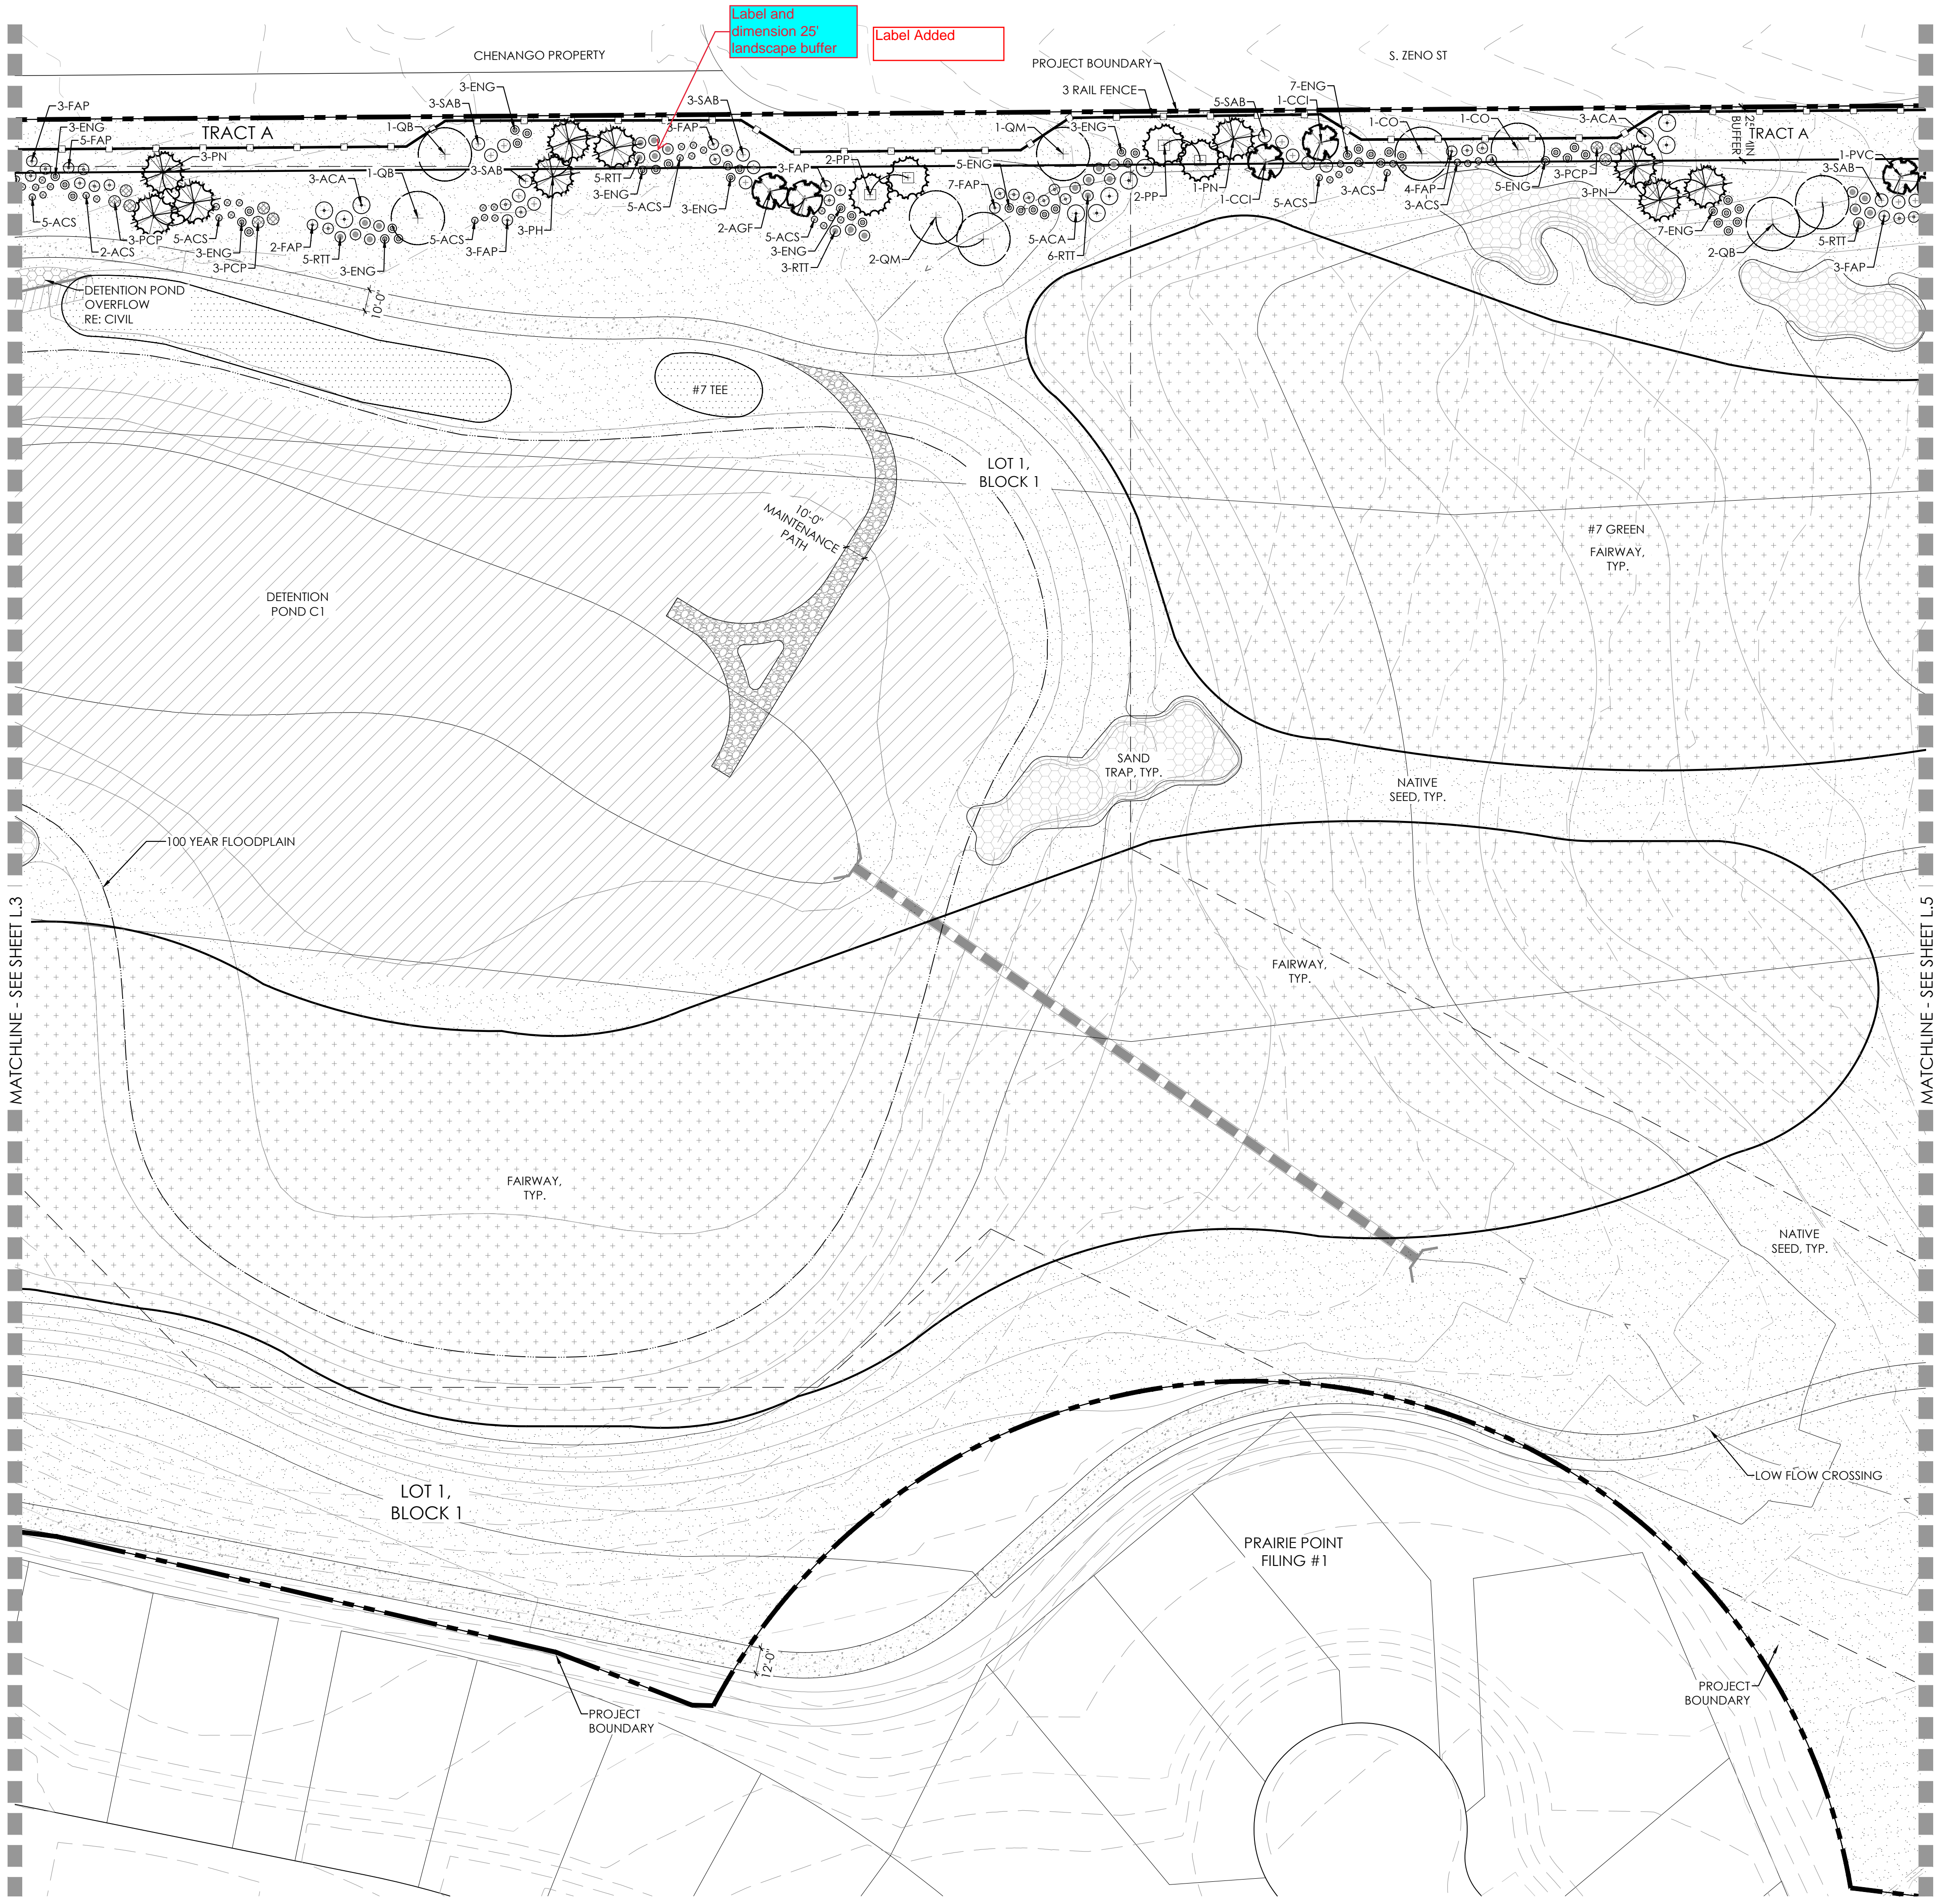 Label and
dimension 25'
landscape buffer
Label Added
CHENANGO PROPERTY
PROJECT BOUNDARY
S. ZENO ST
3 RAIL FENCE
3-FAP
3-ENG
5-FAP
TRACT A
3-PN
1-QB
3-SAB
3-ENG
3-SAB
3-FAP
1-QM
3-ENG
5-SAB
1-CCI
7-ENG
1-CO
1-CO
3-ACA
BUFFER
TRACT A
1-PVC
3-SAB
5-ACS
2-ACS
3-PCP
5-ACS
3-ENG
3-PCP
3-ACA
1-QB
2-FAP
5-RTT
3-ENG
5-ACS
3-SAB
3-FAP
3-PH
5-RTT
3-ENG
5-ACS
3-ENG
2-AGF
3-FAP
2-PP
5-ACS
3-ENG
3-RTT
2-QM
5-ENG
7-FAP
5-ACA
6-RTT
2-PP
1-PN
1-CCI
5-ACS
3-ACS
4-FAP
3-ACS
5-ENG
3-PCP
3-PN
7-ENG
2-QB
5-RTT
3-FAP
DETENTION POND
OVERFLOW
RE: CIVIL
10'-0"
#7 TEE
LOT 1,
BLOCK 1
10'-0"
MAINTENANCE
PATH
#7 GREEN
FAIRWAY,
TYP.
DETENTION
POND C1
SAND
TRAP, TYP.
NATIVE
SEED, TYP.
100 YEAR FLOODPLAIN
MATCHLINE - SEE SHEET L.3
MATCHLINE - SEE SHEET L.5
FAIRWAY,
TYP.
FAIRWAY,
TYP.
NATIVE
SEED, TYP.
LOW FLOW CROSSING
LOT 1,
BLOCK 1
PRAIRIE POINT
FILING #1
12'-0"
PROJECT
BOUNDARY
PROJECT
BOUNDARY